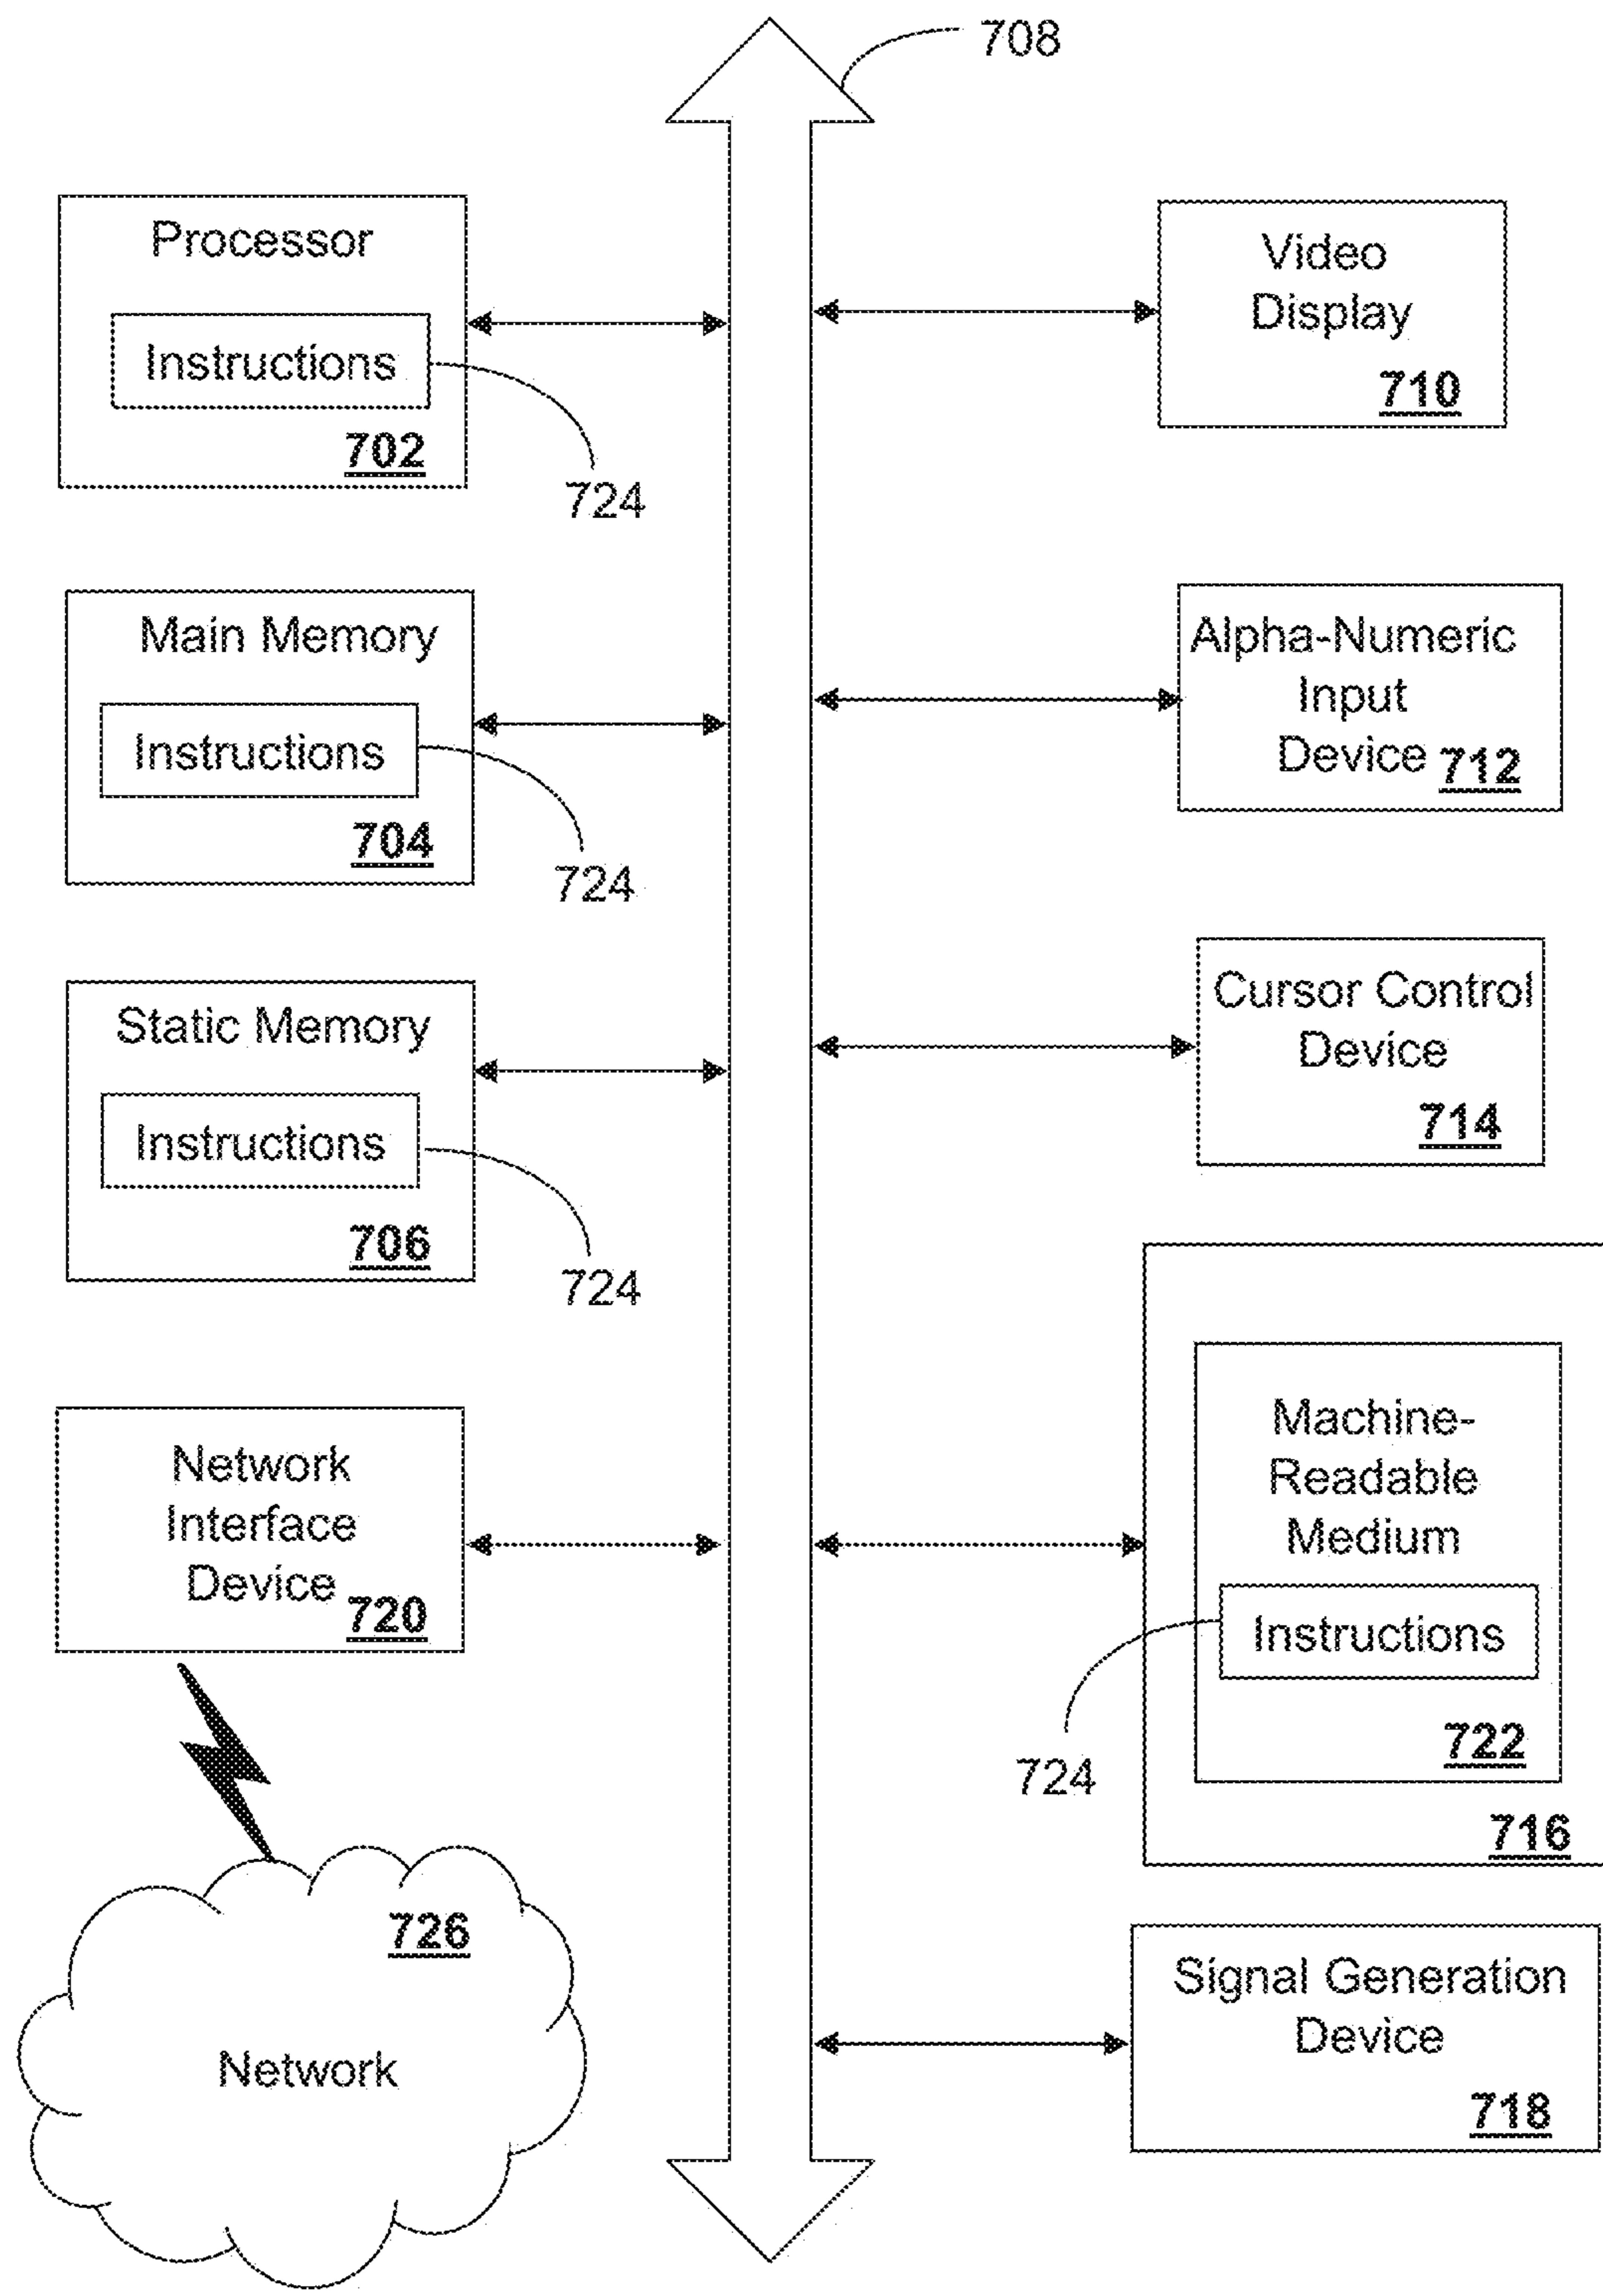 708
Processor
Instructions
702
724
Main Memory
Instructions
704
724
Static Memory
Instructions
706
724
Network
Interface
Device
720
726
Network
Video
Display
710
Alpha-Numeric
Input
Device 712
Cursor Control
Device
714
Machine-
Readable
Medium
Instructions
722
724
716
Signal Generation
Device
718